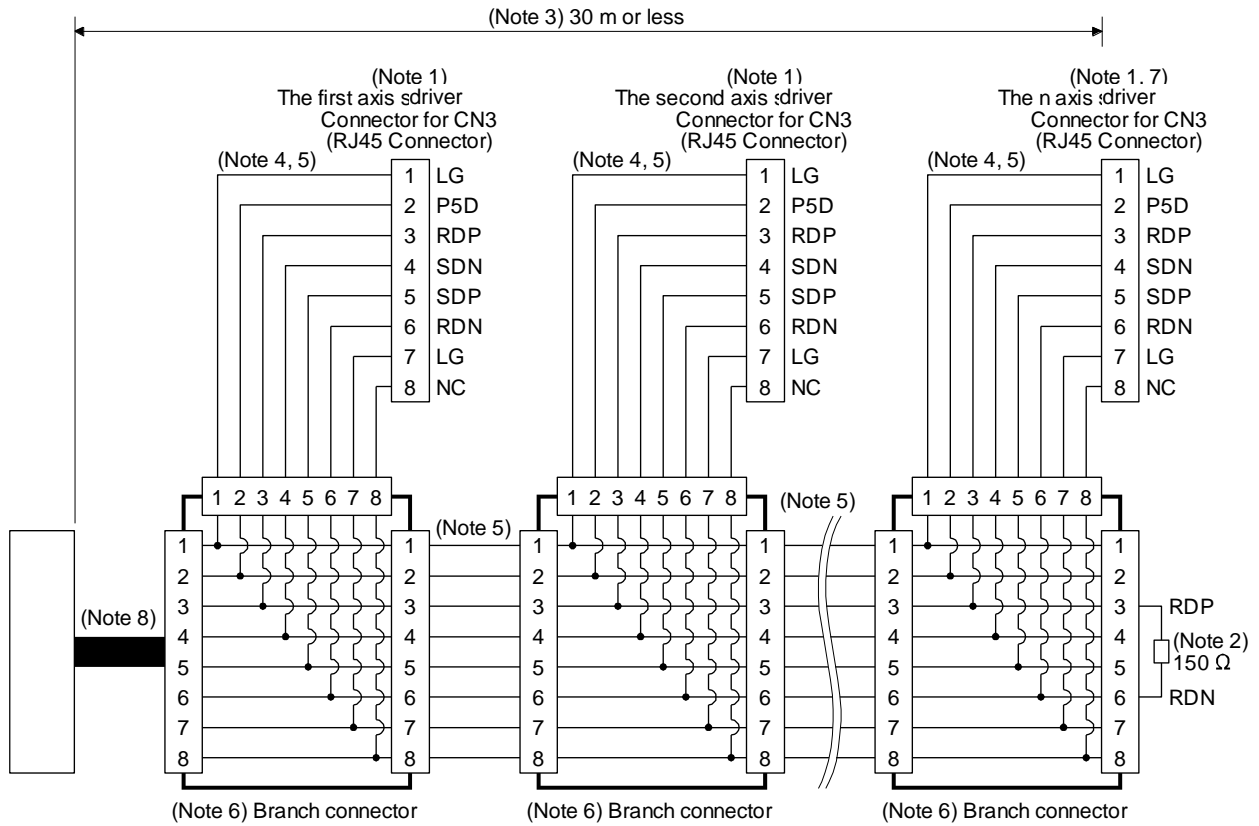 (Note 3) 30 m or less
(Note 1)
The first axis driver
Connector for CN3
(RJ45 Connector)
(Note 4, 5)
1 LG
2 P5D
3 RDP
4 SDN
5 SDP
6 RDN
7 LG
8 NC
(Note 1)
The second axis driver
Connector for CN3
(RJ45 Connector)
(Note 4, 5)
1 LG
2 P5D
3 RDP
4 SDN
5 SDP
6 RDN
7 LG
8 NC
(Note 1. 7)
The n axis driver
Connector for CN3
(RJ45 Connector)
(Note 4, 5)
1 LG
2 P5D
3 RDP
4 SDN
5 SDP
6 RDN
7 LG
8 NC
1 2 3 4 5 6 7 8
1 2 3 4 5 6 7 8
1 2 3 4 5 6 7 8
(Note 5)
(Note 5)
(Note 8)
1 1 1 1 1 1
2 2 2 2 2 2
3 3 3 3 3 3 RDP
4 4 4 4 4 4
5 5 5 5 5 5
6 6 6 6 6 6 RDN
7 7 7 7 7 7
8 8 8 8 8 8
(Note 2)
150 Ω
(Note 6) Branch connector
(Note 6) Branch connector
(Note 6) Branch connector